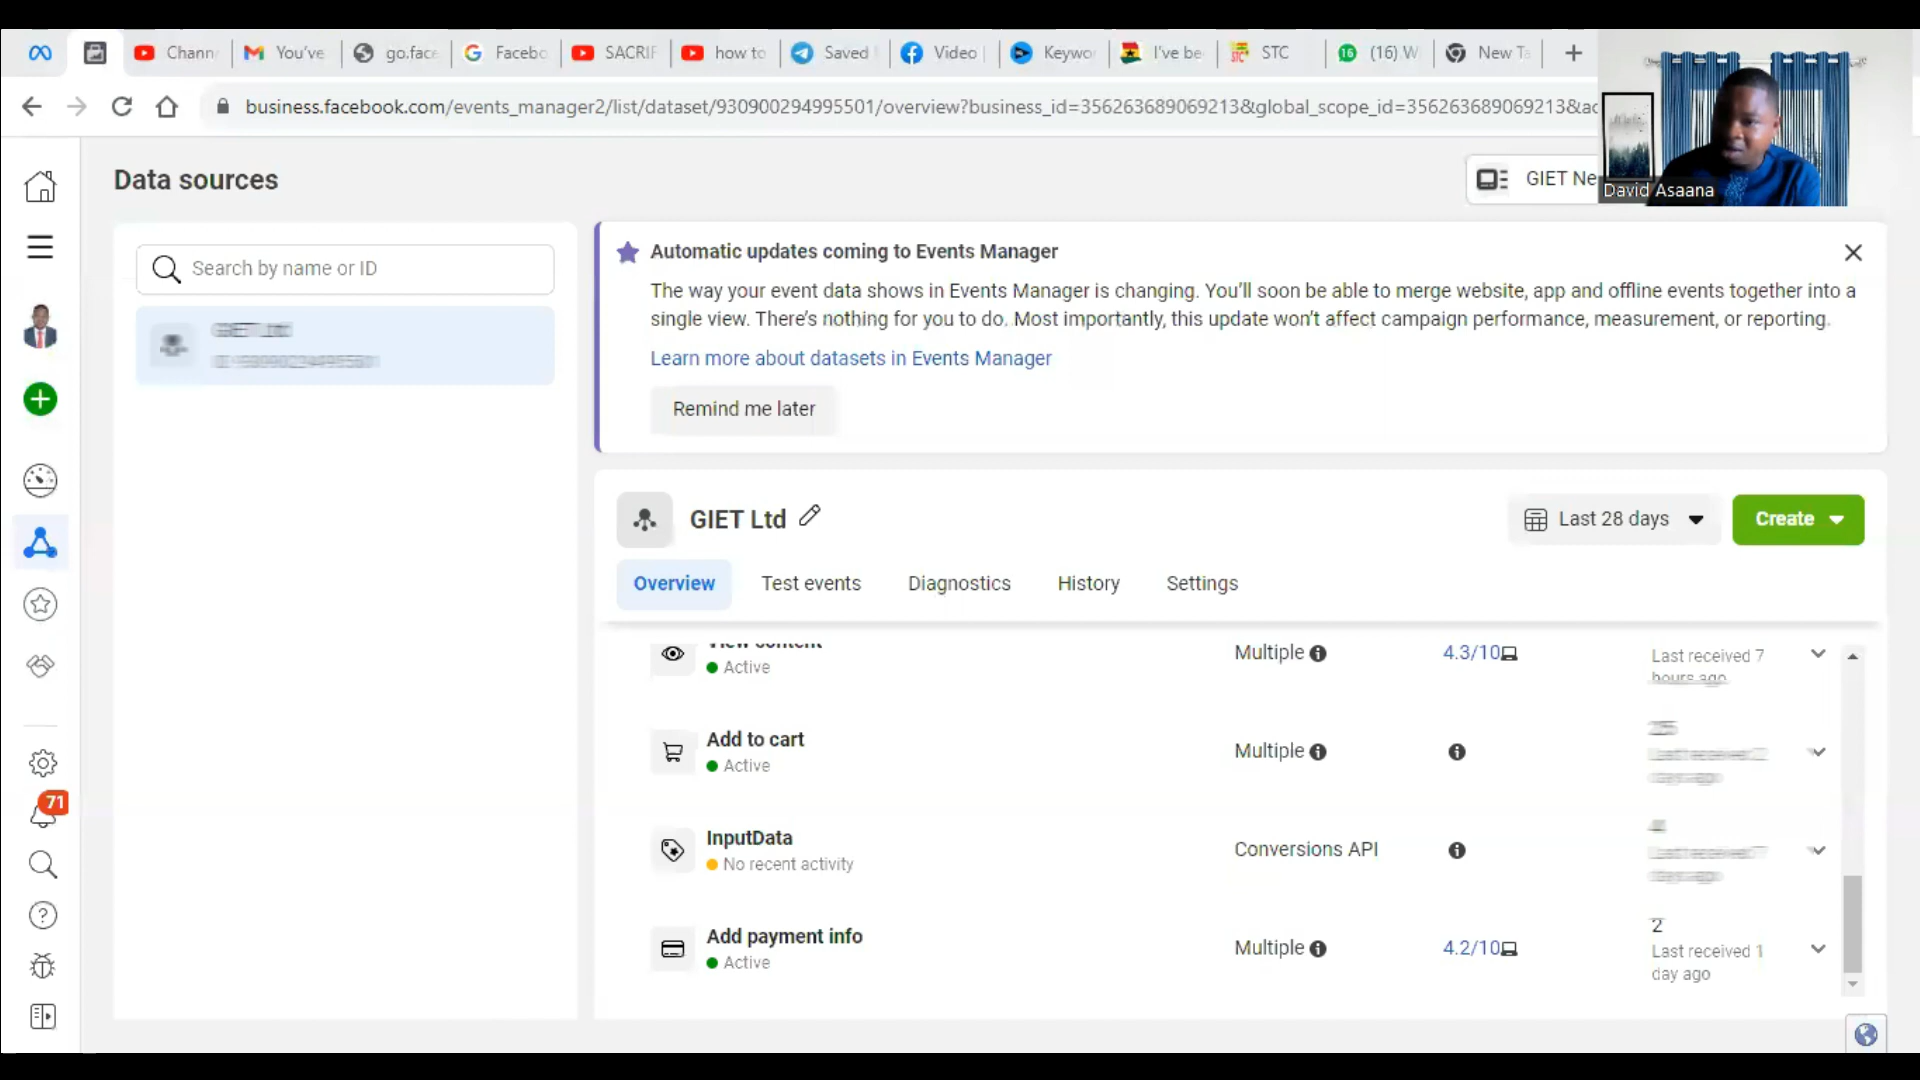 Chann
You've
go.face
Facebo
SACRIF
how to
Saved
Video
Keywo
I've be
STC
16
(16) W
New Ta
business.facebook.com/events_manager2/list/dataset/930900294995501/overview?business_id=356263689069213&global_scope_id=356263689069213&ac
David Asaana
Data sources
GIET Ne
Search by name or ID
Automatic updates coming to Events Manager
The way your event data shows in Events Manager is changing. You'll soon be able to merge website, app and offline events together into a
single view. There's nothing for you to do. Most importantly, this update won't affect campaign performance, measurement, or reporting.
Learn more about datasets in Events Manager
Remind me later
GIET Ltd
Last 28 days
Create
Overview
Test events
Diagnostics
History
Settings
View content
Active
Multiple
4.3/10
Last received 7
hours ago
Add to cart
Active
Multiple
InputData
No recent activity
Conversions API
Add payment info
Active
Multiple
4.2/10
2
Last received 1
day ago
71